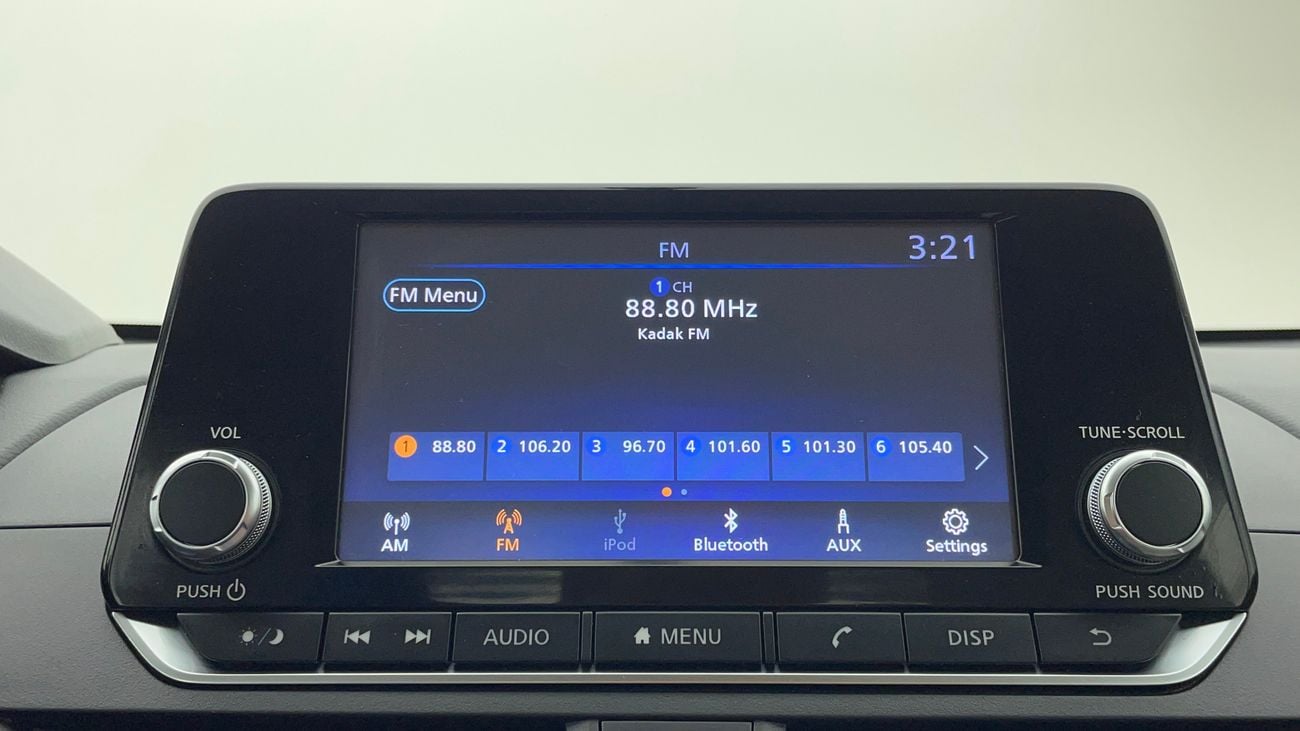 FM 3:21
FM Menu
1 CH
88.80 MHz
Kadak FM
1 88.80 2 106.20 3 96.70 4 101.60 5 101.30 6 105.40
AM FM iPod Bluetooth AUX Settings
VOL
TUNE·SCROLL
PUSH
PUSH SOUND
AUDIO MENU DISP